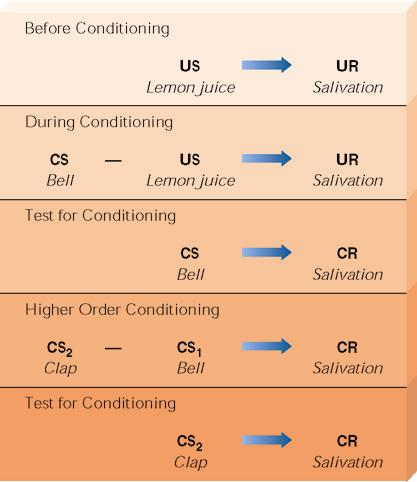 Before Conditioning
US UR
Lemon juice Salivation
During Conditioning
CS — US UR
Bell Lemon juice Salivation
Test for Conditioning
CS CR
Bell Salivation
Higher Order Conditioning
CS₂ — CS₁ CR
Clap Bell Salivation
Test for Conditioning
CS₂ CR
Clap Salivation